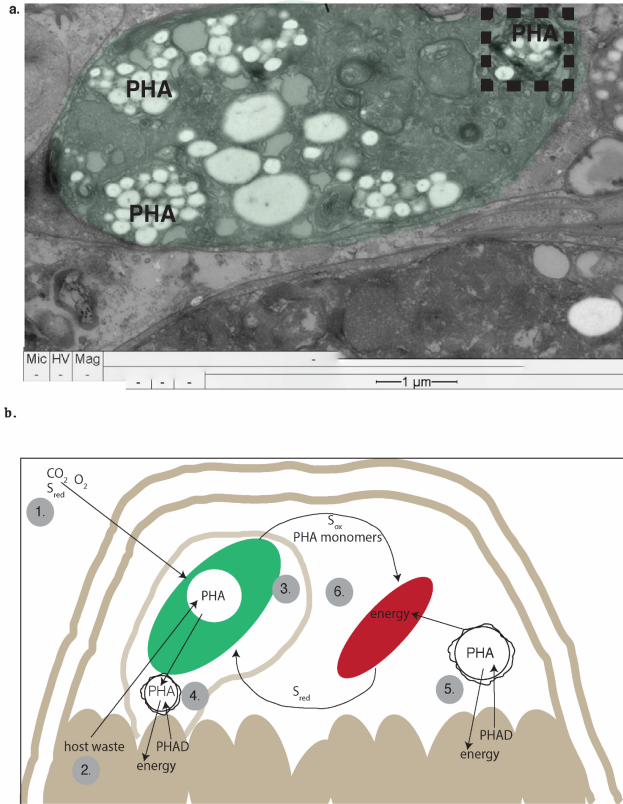 a.
PHA
PHA
PHA
Mic HV Mag
-
- - -
- - -
1 µm
b.
CO2 O2
Sred
1.
Sox
PHA monomers
PHA
3.
6.
energy
PHA
PHA
4.
5.
Sred
host waste
PHAD
PHAD
2.
energy
energy